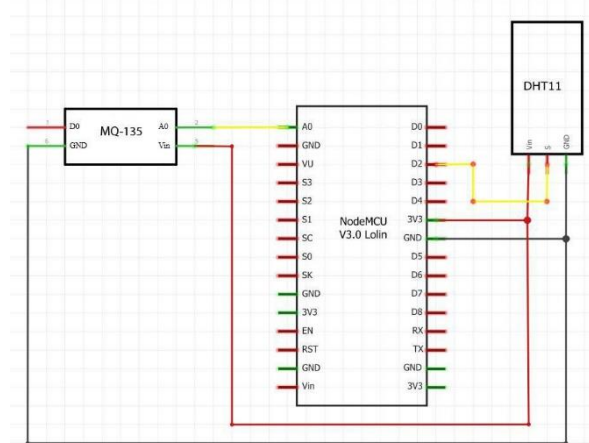 DHT11
Vin
S
GND
MQ-135
1 D0
A0 2
6 GND
Vin
NodeMCU
V3.0 Lolin
A0
GND
VU
S3
S2
S1
SC
S0
SK
GND
3V3
EN
RST
GND
Vin
D0
D1
D2
D3
D4
3V3
GND
D5
D6
D7
D8
RX
TX
GND
3V3